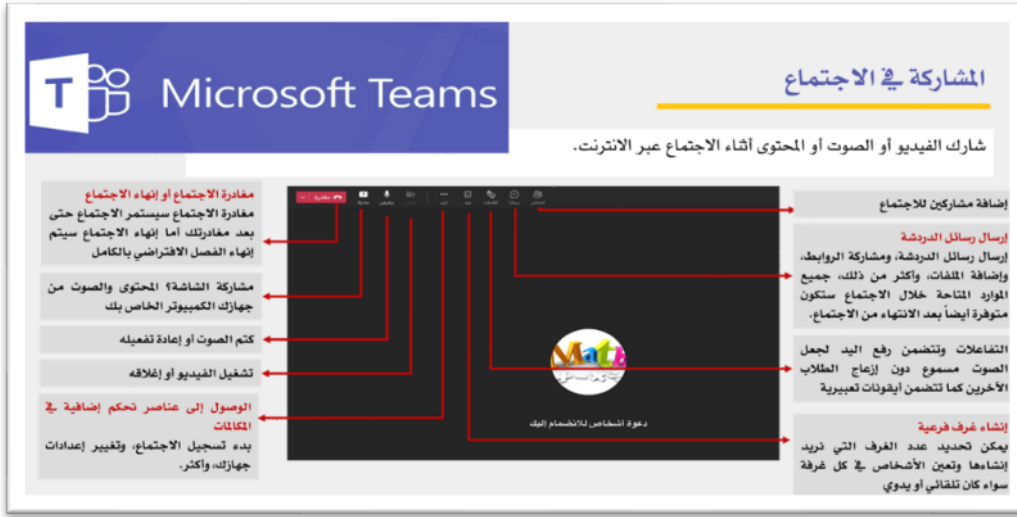 Microsoft Teams
المشاركة في الاجتماع
شارك الفيديو أو الصوت أو المحتوى أثناء الاجتماع عبر الانترنت.
إضافة مشاركين للاجتماع
إرسال رسائل الدردشة
إرسال رسائل الدردشة، ومشاركة الروابط،
وإضافة الملفات، وأكثر من ذلك، جميع
الموارد المتاحة خلال الاجتماع ستكون
متوفرة أيضاً بعد الانتهاء من الاجتماع.
التفاعلات وتتضمن رفع اليد لجعل
الصوت مسموع دون إزعاج الطلاب
الآخرين كما تتضمن أيقونات تعبيرية
إنشاء غرف فرعية
يمكن تحديد عدد الغرف التي نريد
إنشاءها وتعين الأشخاص في كل غرفة
سواء كان تلقائي أو يدوي
مغادرة
Math
دعوة أشخاص للانضمام إليك
مغادرة الاجتماع أو إنهاء الاجتماع
مغادرة الاجتماع سيستمر الاجتماع حتى
بعد مغادرتك أما إنهاء الاجتماع سيتم
إنهاء الفصل الافتراضي بالكامل
مشاركة الشاشة؟ المحتوى والصوت من
جهازك الكمبيوتر الخاص بك
كتم الصوت أو إعادة تفعيله
تشغيل الفيديو أو إغلاقه
الوصول إلى عناصر تحكم إضافية في
المكالمات
بدء تسجيل الاجتماع، وتغيير إعدادات
جهازك، وأكثر.